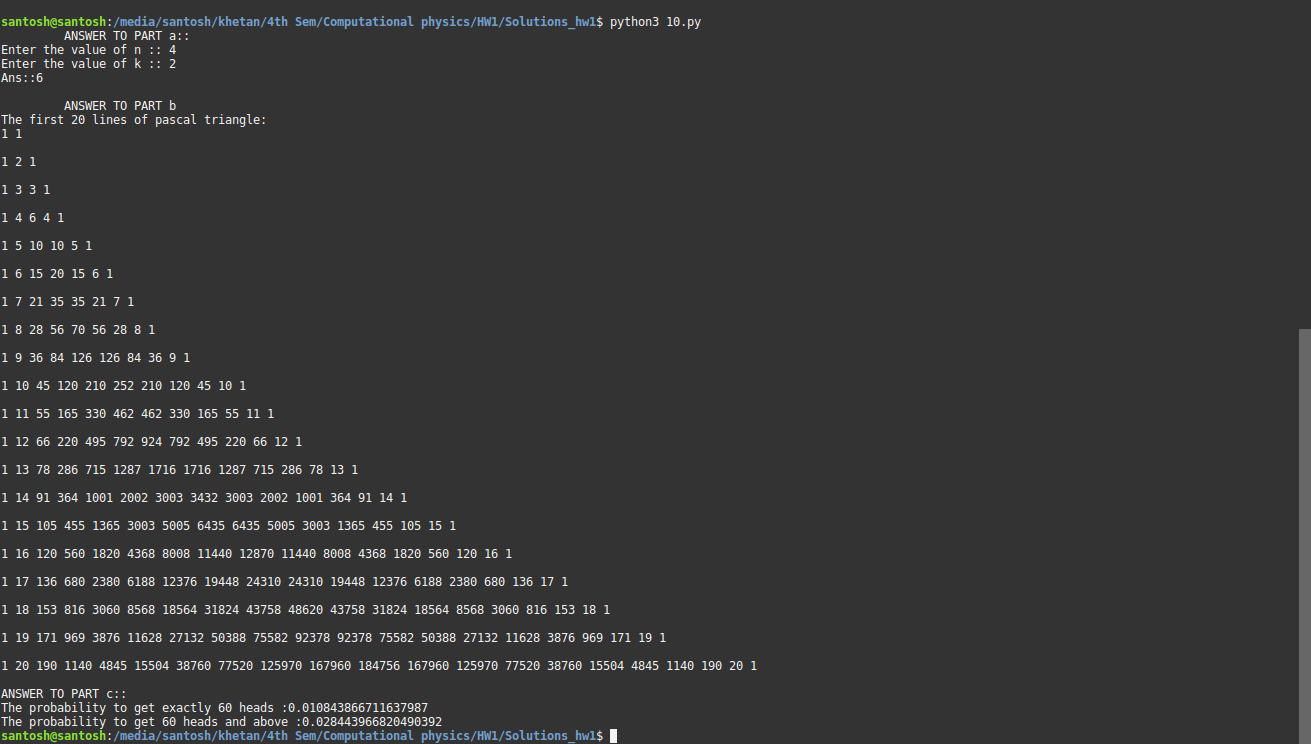 santosh@santosh:/media/santosh/khetan/4th Sem/Computational physics/HW1/Solutions_hw1$ python3 10.py
ANSWER TO PART a::
Enter the value of n :: 4
Enter the value of k :: 2
Ans::6
ANSWER TO PART b
The first 20 lines of pascal triangle:
1 1
1 2 1
1 3 3 1
1 4 6 4 1
1 5 10 10 5 1
1 6 15 20 15 6 1
1 7 21 35 35 21 7 1
1 8 28 56 70 56 28 8 1
1 9 36 84 126 126 84 36 9 1
1 10 45 120 210 252 210 120 45 10 1
1 11 55 165 330 462 462 330 165 55 11 1
1 12 66 220 495 792 924 792 495 220 66 12 1
1 13 78 286 715 1287 1716 1716 1287 715 286 78 13 1
1 14 91 364 1001 2002 3003 3432 3003 2002 1001 364 91 14 1
1 15 105 455 1365 3003 5005 6435 6435 5005 3003 1365 455 105 15 1
1 16 120 560 1820 4368 8008 11440 12870 11440 8008 4368 1820 560 120 16 1
1 17 136 680 2380 6188 12376 19448 24310 24310 19448 12376 6188 2380 680 136 17 1
1 18 153 816 3060 8568 18564 31824 43758 48620 43758 31824 18564 8568 3060 816 153 18 1
1 19 171 969 3876 11628 27132 50388 75582 92378 92378 75582 50388 27132 11628 3876 969 171 19 1
1 20 190 1140 4845 15504 38760 77520 125970 167960 184756 167960 125970 77520 38760 15504 4845 1140 190 20 1
ANSWER TO PART c::
The probability to get exactly 60 heads :0.010843866711637987
The probability to get 60 heads and above :0.028443966820490392
santosh@santosh:/media/santosh/khetan/4th Sem/Computational physics/HW1/Solutions_hw1$